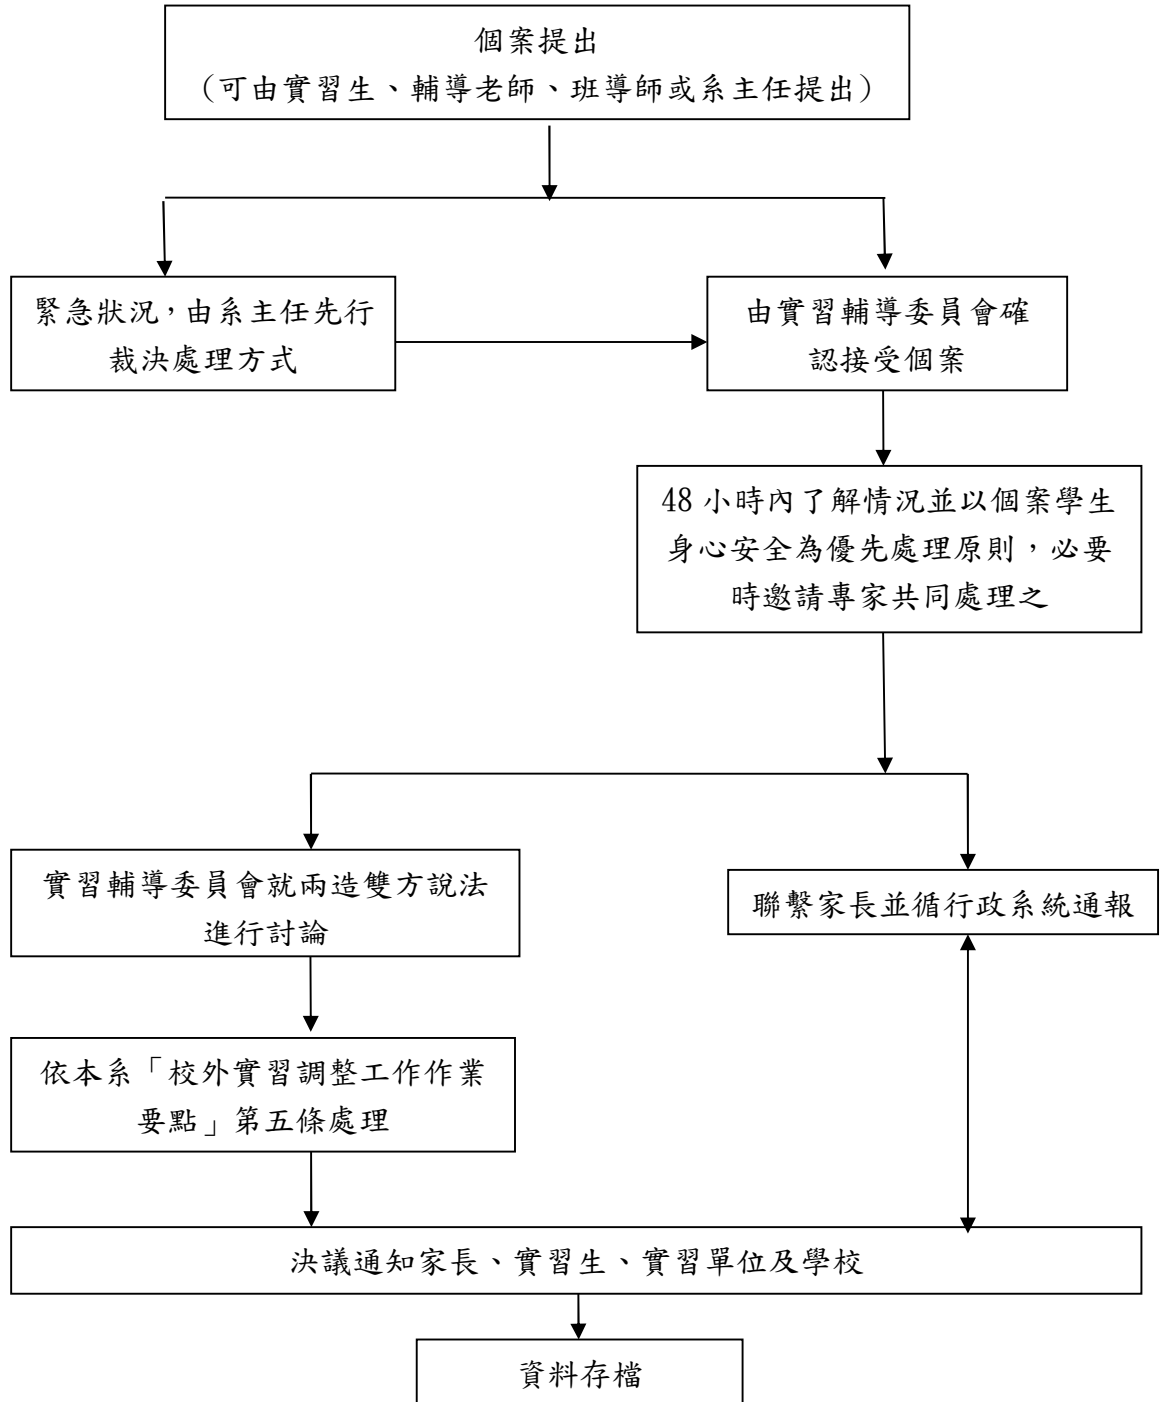 個案提出
（可由實習生、輔導老師、班導師或系主任提出）
緊急狀況，由系主任先行
裁決處理方式
由實習輔導委員會確
認接受個案
48 小時內了解情況並以個案學生
身心安全為優先處理原則，必要
時邀請專家共同處理之
實習輔導委員會就兩造雙方說法
進行討論
聯繫家長並循行政系統通報
依本系「校外實習調整工作作業
要點」第五條處理
決議通知家長、實習生、實習單位及學校
資料存檔